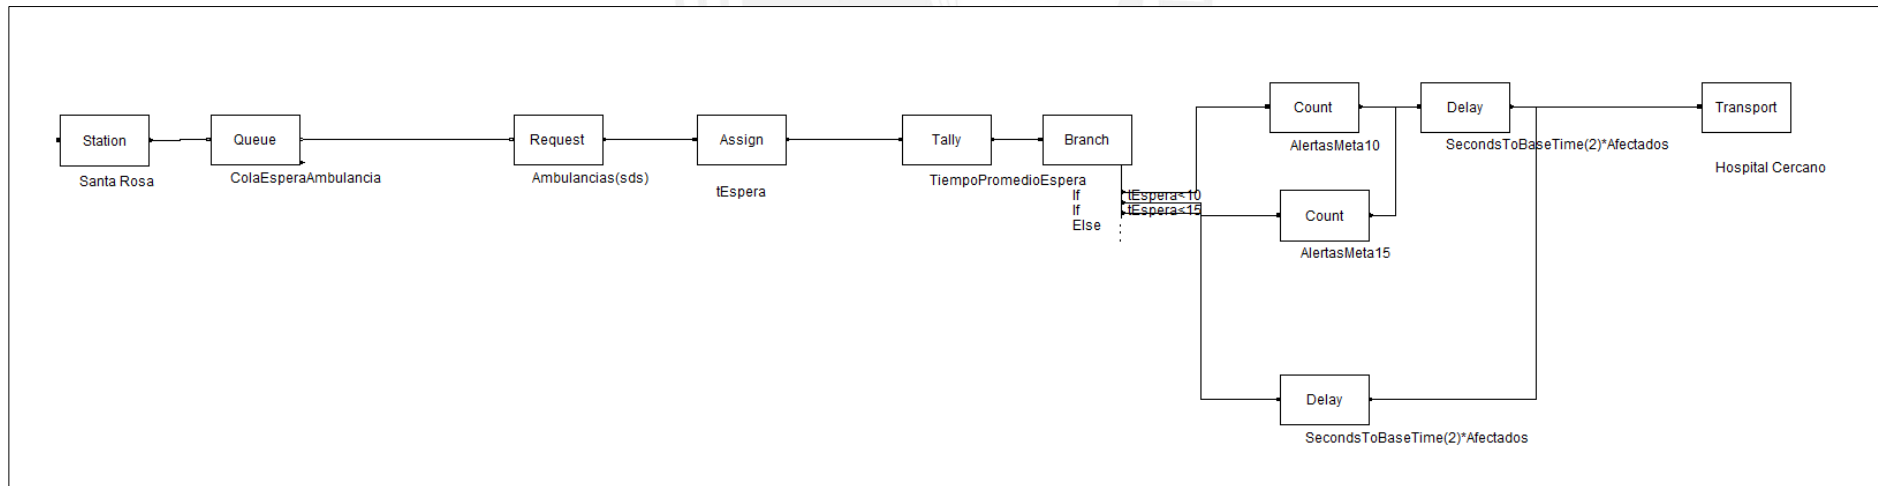 Station
Santa Rosa
Queue
ColaEsperaAmbulancia
Request
Ambulancias(sds)
Assign
tEspera
Tally
TiempoPromedioEspera
Branch
If tEspera<10
If tEspera<15
Else
Count
AlertasMeta10
Count
AlertasMeta15
Delay
SecondsToBaseTime(2)*Afectados
Delay
SecondsToBaseTime(2)*Afectados
Transport
Hospital Cercano